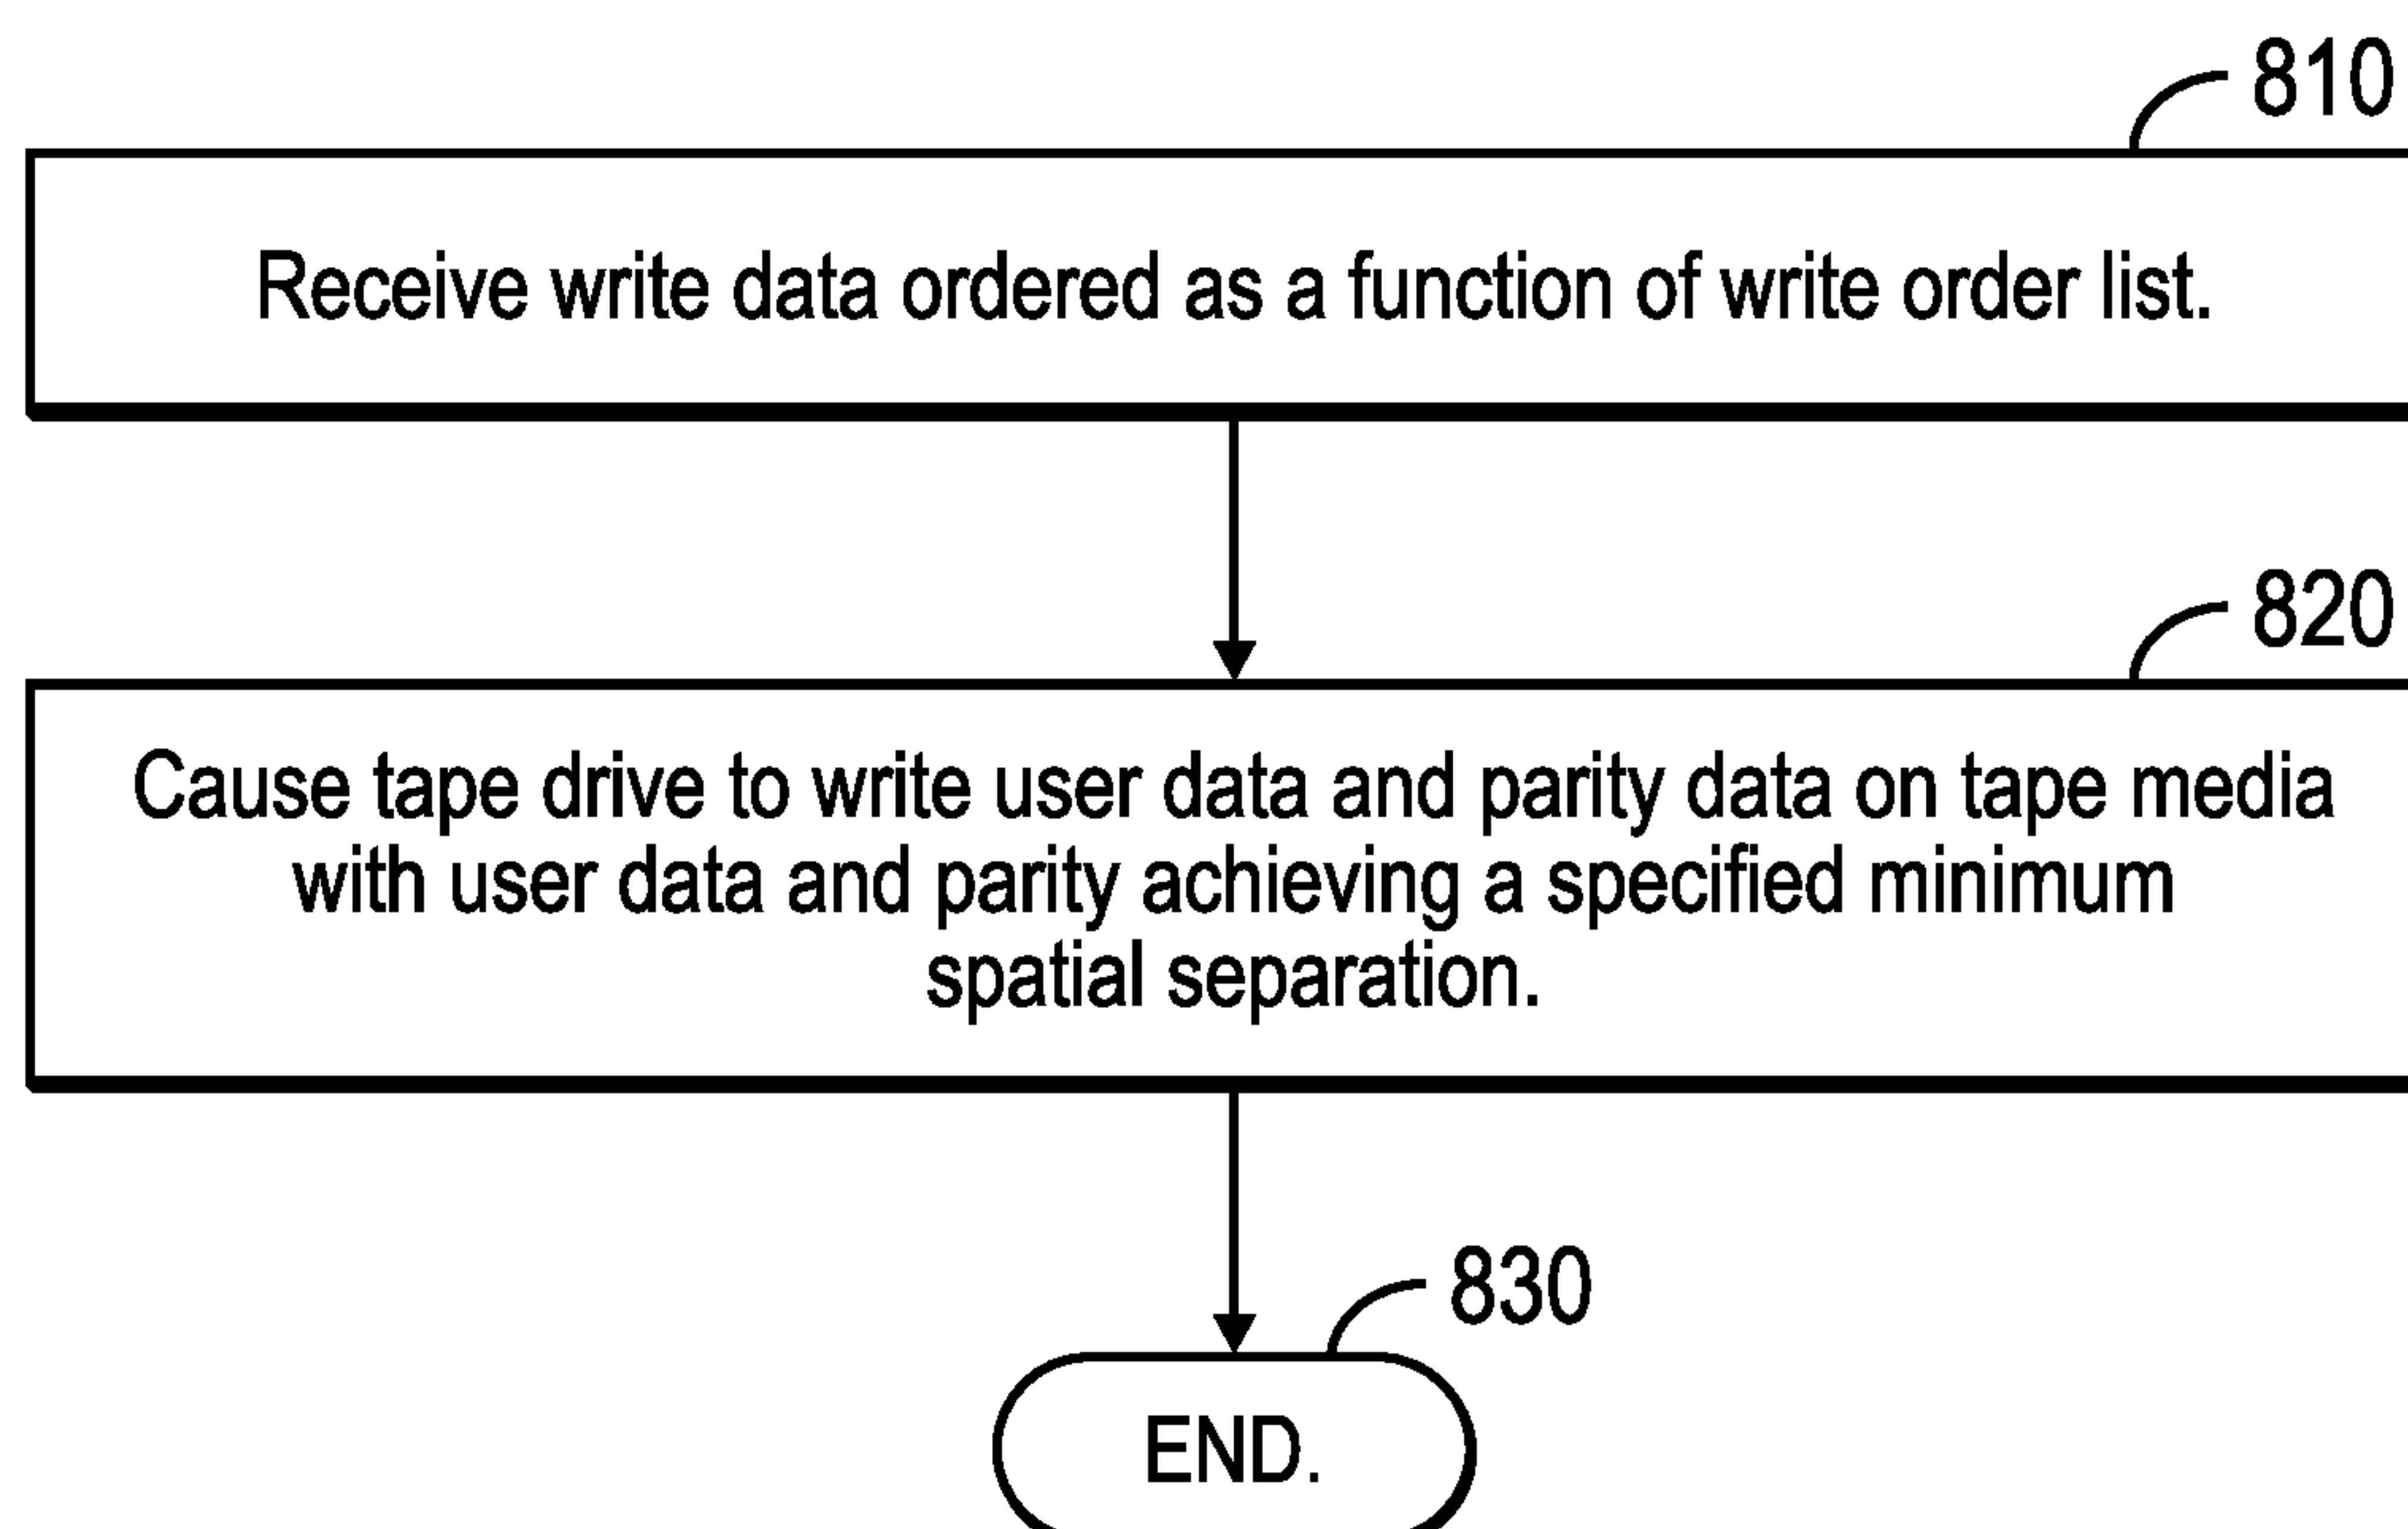 810
Receive write data ordered as a function of write order list.
820
Cause tape drive to write user data and parity data on tape media
with user data and parity achieving a specified minimum
spatial separation.
830
END.